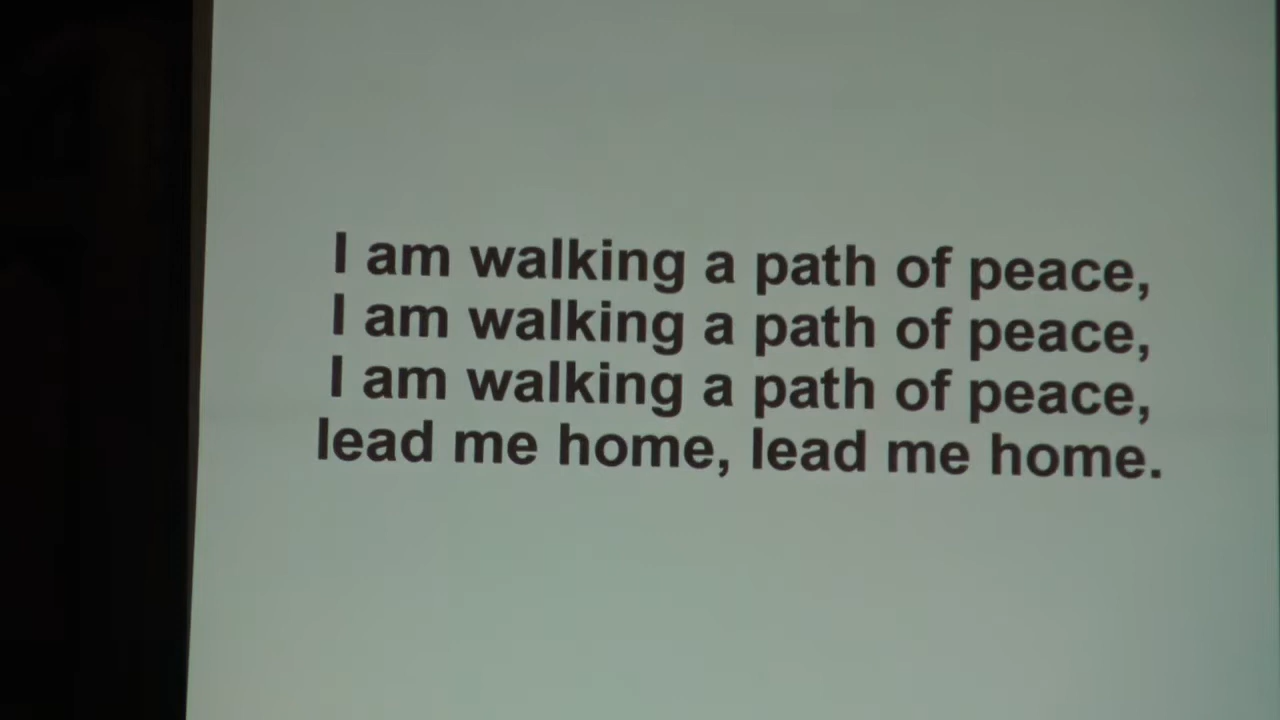 I am walking a path of peace,
I am walking a path of peace,
I am walking a path of peace,
lead me home, lead me home.